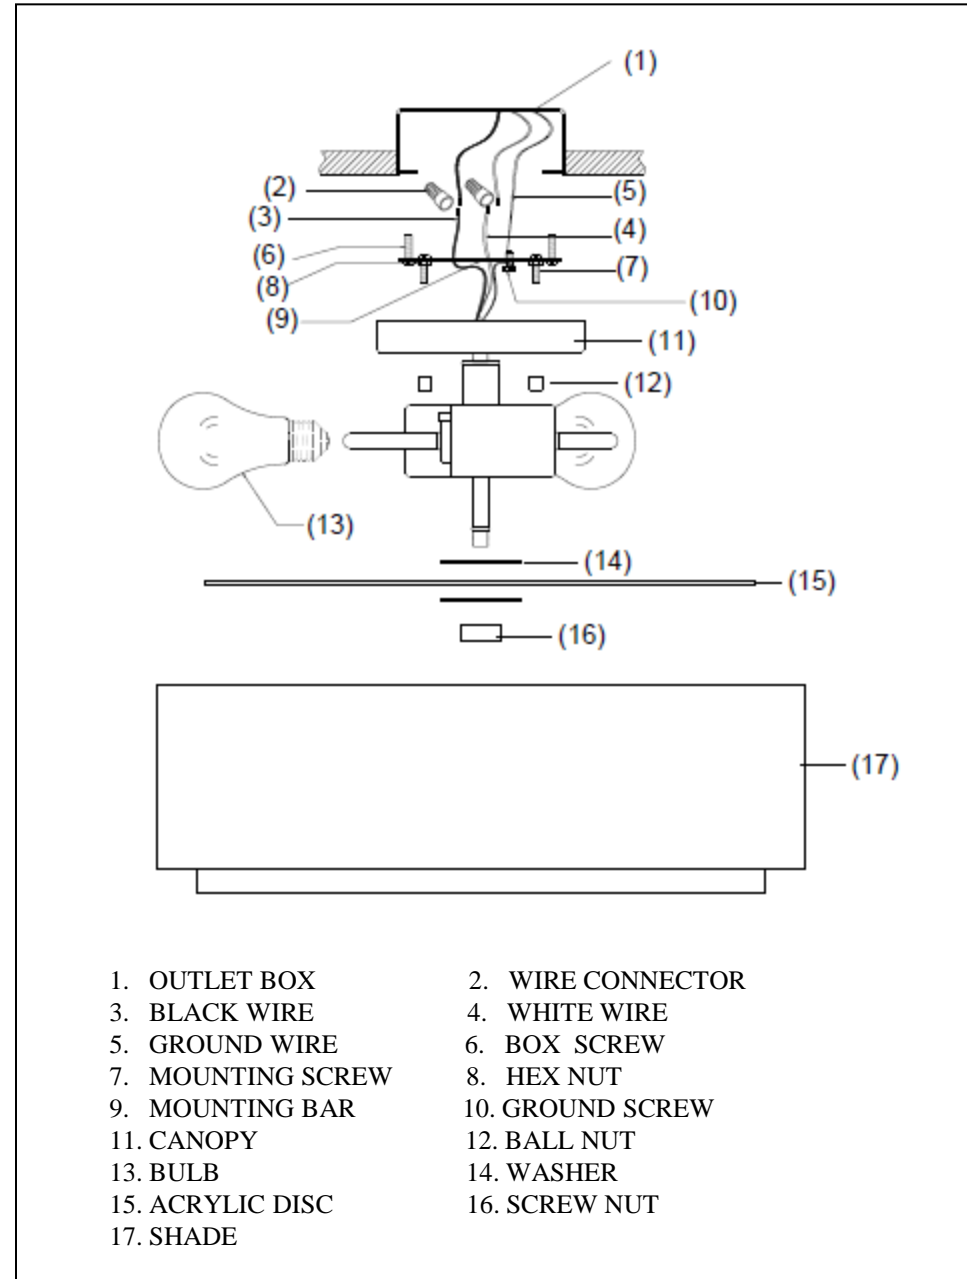 (1)
(2)
(5)
(3)
(4)
(6)
(7)
(8)
(10)
(9)
(11)
(12)
(13)
(14)
(15)
(16)
(17)
1. OUTLET BOX 2. WIRE CONNECTOR
3. BLACK WIRE 4. WHITE WIRE
5. GROUND WIRE 6. BOX SCREW
7. MOUNTING SCREW 8. HEX NUT
9. MOUNTING BAR 10. GROUND SCREW
11. CANOPY 12. BALL NUT
13. BULB 14. WASHER
15. ACRYLIC DISC 16. SCREW NUT
17. SHADE